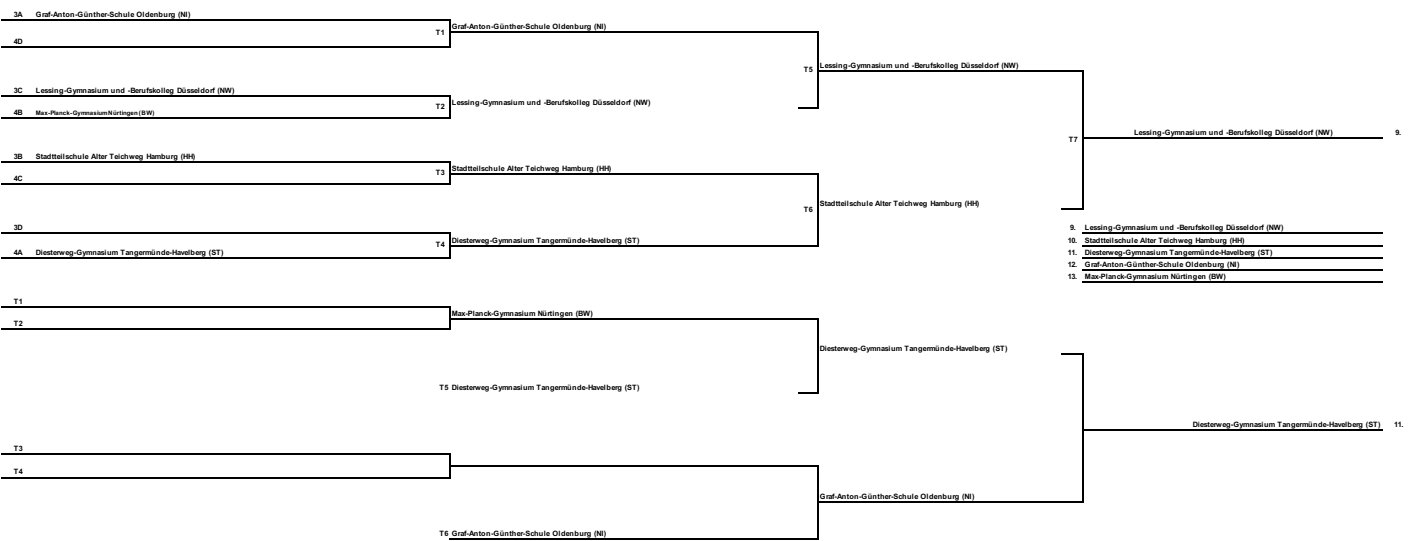 3A Graf-Anton-Günther-Schule Oldenburg (NI)
T1 Graf-Anton-Günther-Schule Oldenburg (NI)
4D
T5 Lessing-Gymnasium und -Berufskolleg Düsseldorf (NW)
3C Lessing-Gymnasium und -Berufskolleg Düsseldorf (NW)
T2 Lessing-Gymnasium und -Berufskolleg Düsseldorf (NW)
4B Max-Planck-Gymnasium Nürtingen (BW)
T7 Lessing-Gymnasium und -Berufskolleg Düsseldorf (NW) 9.
3B Stadtteilschule Alter Teichweg Hamburg (HH)
T3 Stadtteilschule Alter Teichweg Hamburg (HH)
4C
T6 Stadtteilschule Alter Teichweg Hamburg (HH)
3D
T4 Diesterweg-Gymnasium Tangermünde-Havelberg (ST)
4A Diesterweg-Gymnasium Tangermünde-Havelberg (ST)
9. Lessing-Gymnasium und -Berufskolleg Düsseldorf (NW)
10. Stadtteilschule Alter Teichweg Hamburg (HH)
11. Diesterweg-Gymnasium Tangermünde-Havelberg (ST)
12. Graf-Anton-Günther-Schule Oldenburg (NI)
13. Max-Planck-Gymnasium Nürtingen (BW)
T1
Max-Planck-Gymnasium Nürtingen (BW)
T2
Diesterweg-Gymnasium Tangermünde-Havelberg (ST)
T5 Diesterweg-Gymnasium Tangermünde-Havelberg (ST)
Diesterweg-Gymnasium Tangermünde-Havelberg (ST) 11.
T3
T4
Graf-Anton-Günther-Schule Oldenburg (NI)
T6 Graf-Anton-Günther-Schule Oldenburg (NI)